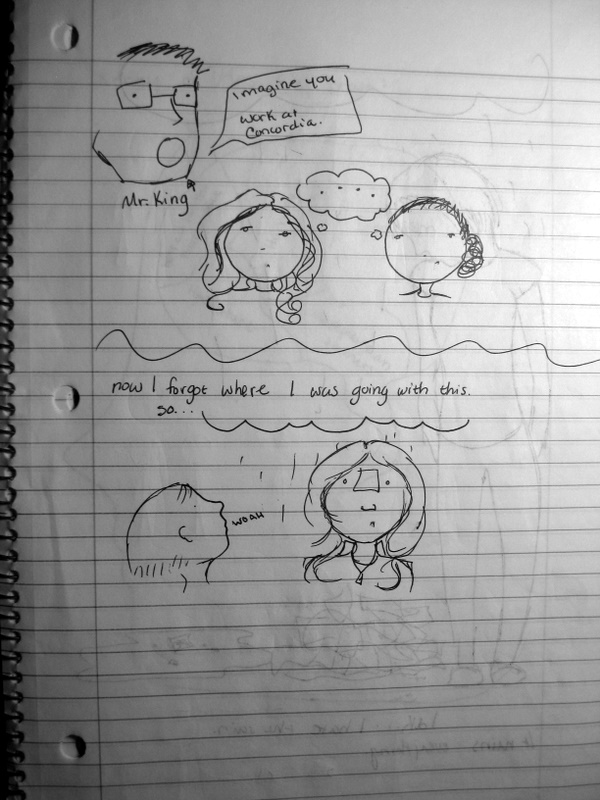 imagine you
work at
Concordia.
Mr. King
. . . .
now I forgot where I was going with this.
so...
woah